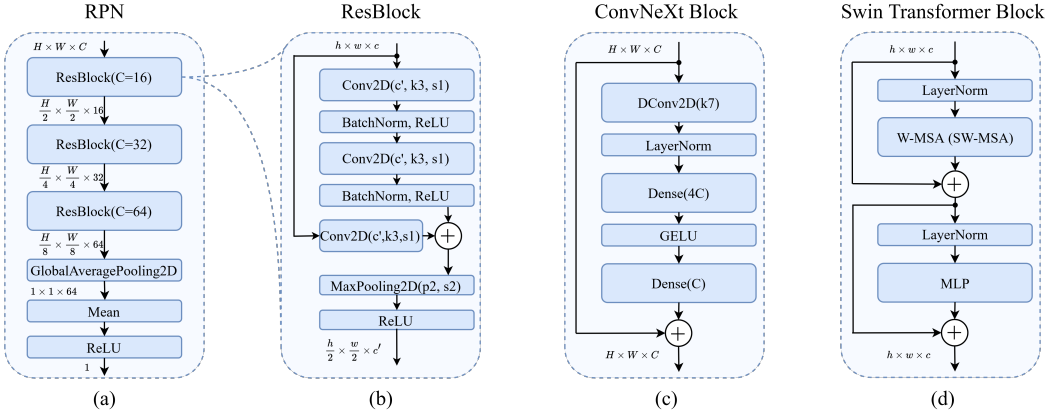 RPN
H × W × C
ResBlock(C=16)
H/2 × W/2 × 16
ResBlock(C=32)
H/4 × W/4 × 32
ResBlock(C=64)
H/8 × W/8 × 64
GlobalAveragePooling2D
1 × 1 × 64
Mean
ReLU
1
(a)
ResBlock
h × w × c
Conv2D(c', k3, s1)
BatchNorm, ReLU
Conv2D(c', k3, s1)
BatchNorm, ReLU
Conv2D(c',k3,s1)
+
MaxPooling2D(p2, s2)
ReLU
h/2 × w/2 × c′
(b)
ConvNeXt Block
H × W × C
DConv2D(k7)
LayerNorm
Dense(4C)
GELU
Dense(C)
+
H × W × C
(c)
Swin Transformer Block
h × w × c
LayerNorm
W-MSA (SW-MSA)
+
LayerNorm
MLP
+
h × w × c
(d)